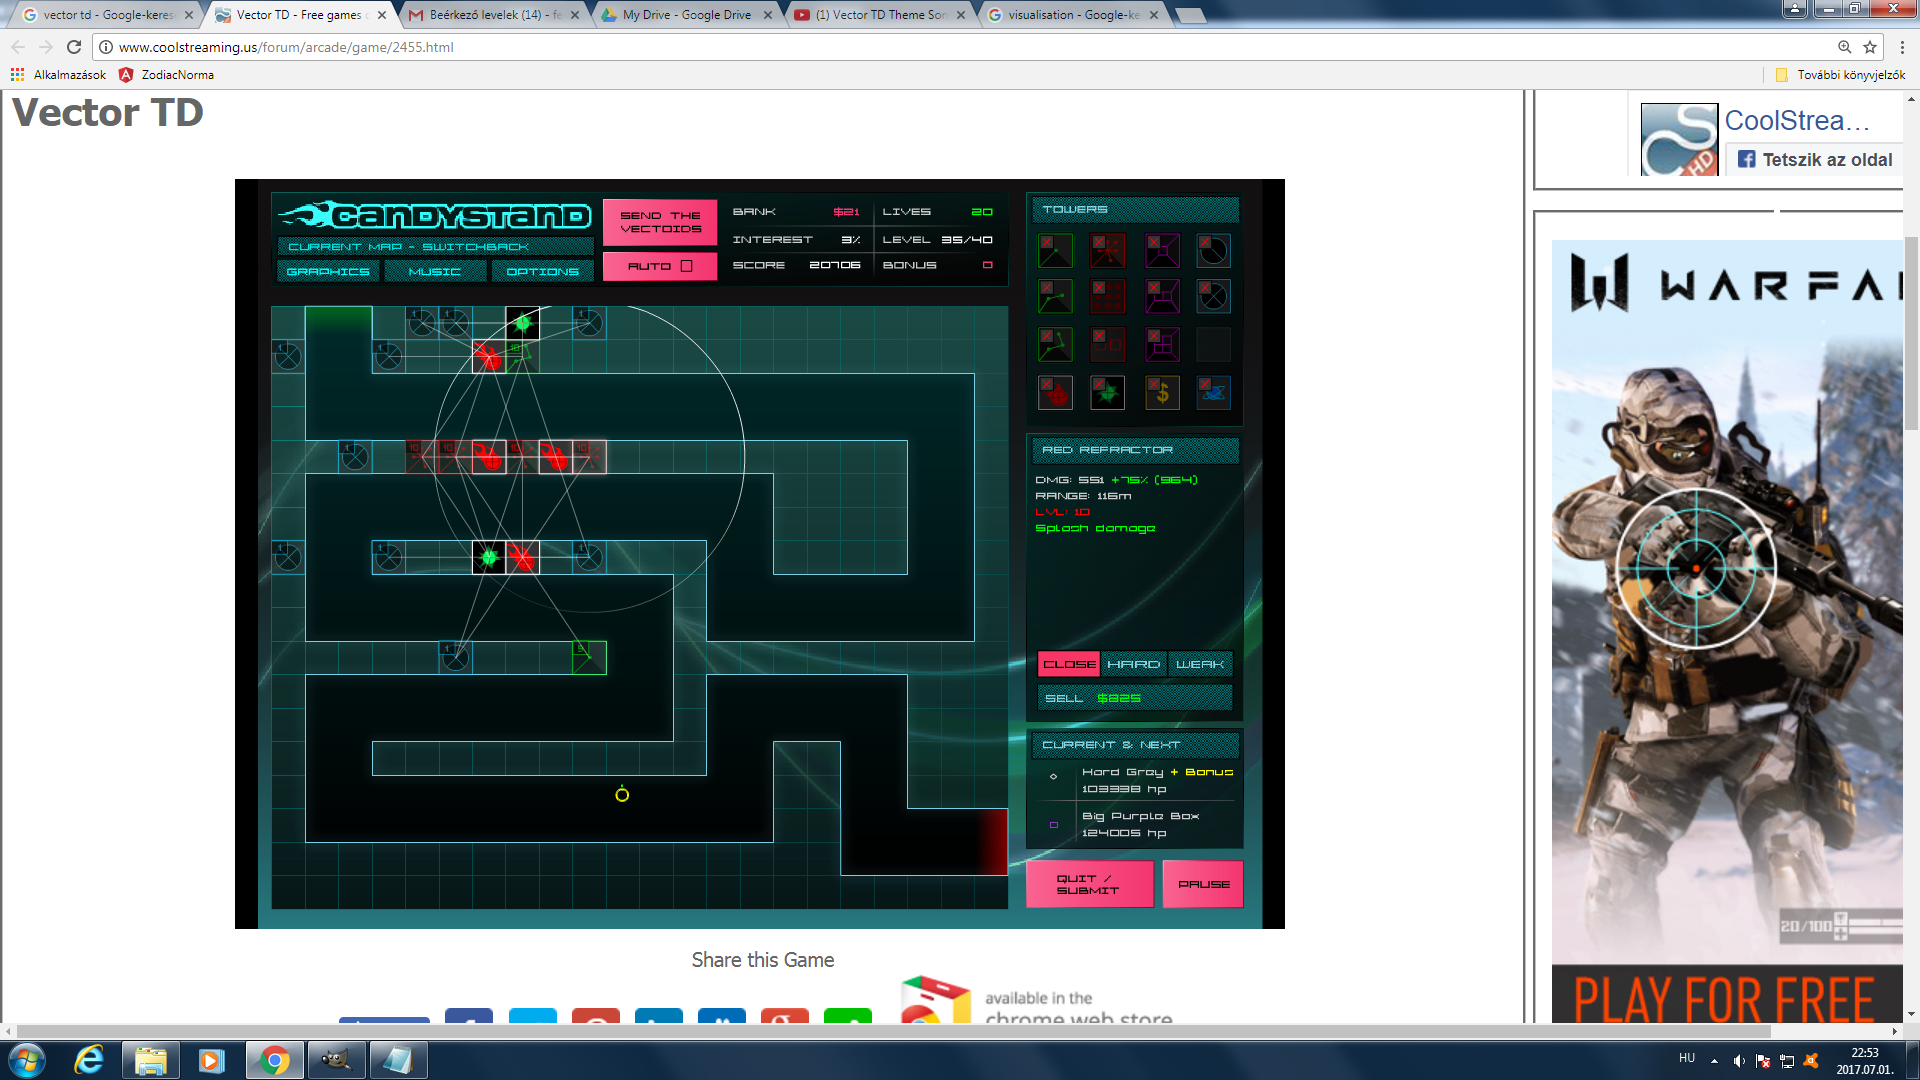 vector td - Google-keres
Vector TD - Free games o
Beérkező levelek (14) - fe
My Drive - Google Drive
(1) Vector TD Theme Son
visualisation - Google-ke
www.coolstreaming.us/forum/arcade/game/2455.html
Alkalmazások
ZodiacNorma
További könyvjelzők
Vector TD
CoolStrea...
Tetszik az oldal
CANDYSTAND
CURRENT MAP - SWITCHBACK
GRAPHICS
MUSIC
OPTIONS
SEND THE
VECTOIDS
AUTO
BANK $21
LIVES 20
INTEREST 3%
LEVEL 35/40
SCORE 20706
BONUS 0
TOWERS
RED REFRACTOR
DMG: 551 +75% (964)
RANGE: 116m
LVL: 10
Splash damage
CLOSE
HARD
WEAK
SELL $825
CURRENT & NEXT
Hard Grey + Bonus
103338 hp
Big Purple Box
124005 hp
QUIT /
SUBMIT
PAUSE
WARFA
20/100
PLAY FOR FREE
Share this Game
available in the
chrome web store
HU
22:53
2017.07.01.